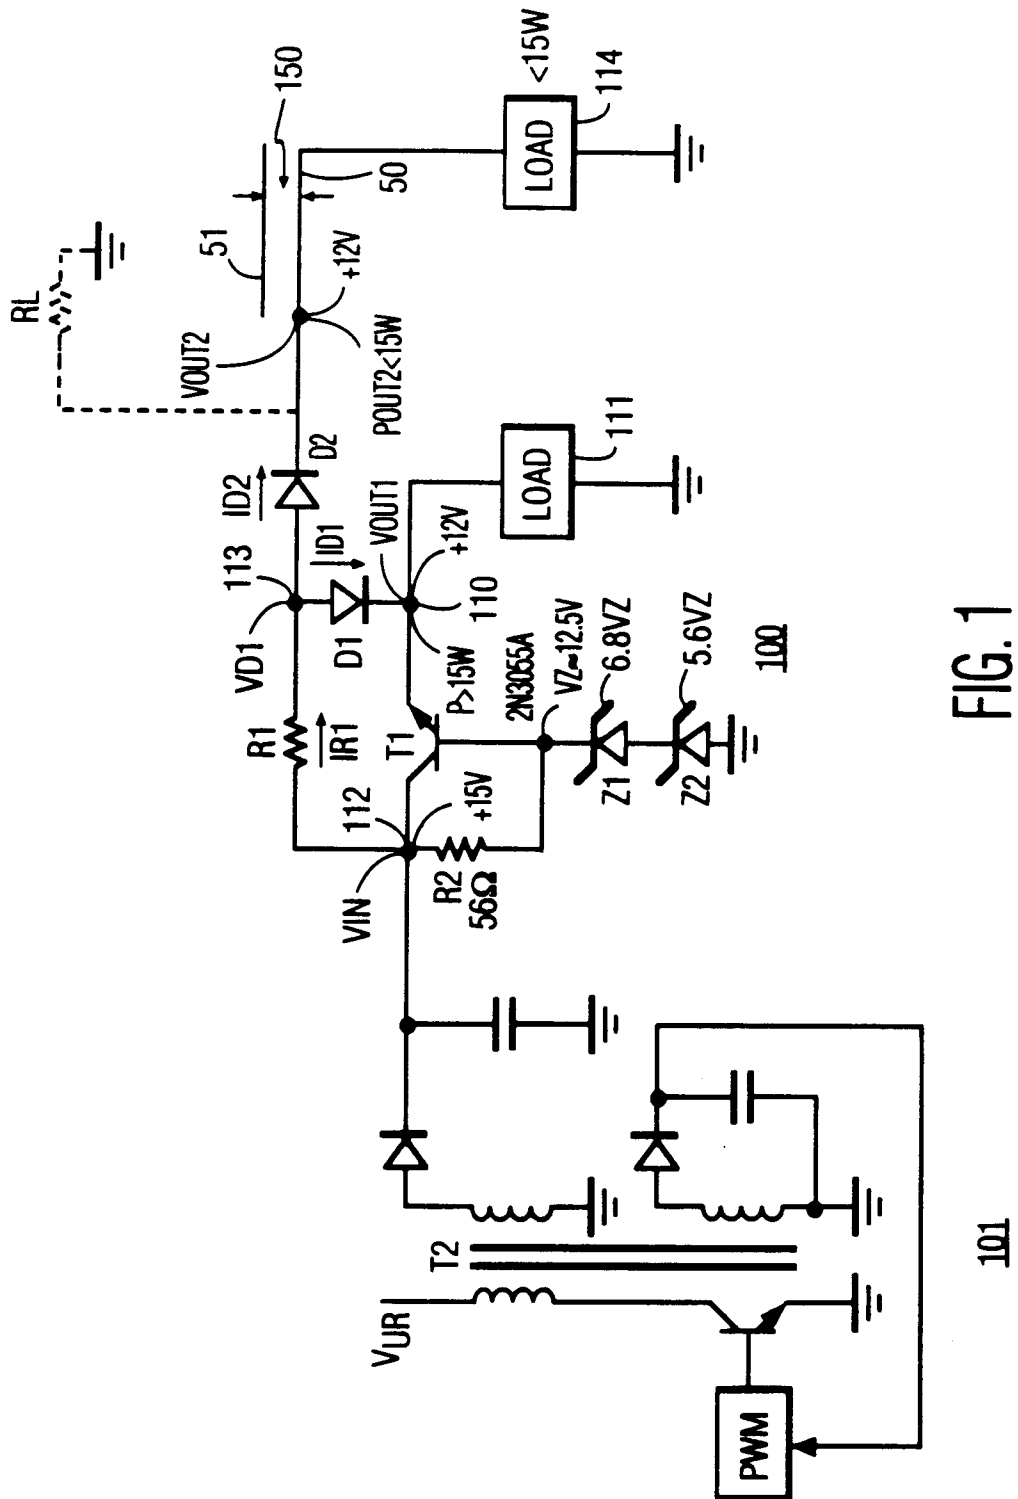 RL
51
150
50
VOUT2
+12V
POUT2<15W
<15W
LOAD
114
ID2
D2
113
VD1
ID1
D1
VOUT1
+12V
110
LOAD
111
R1
IR1
P>15W
T1
2N3055A
VZ≈12.5V
6.8VZ
5.6VZ
Z1
Z2
100
112
VIN
+15V
R2
56Ω
T2
VUR
PWM
101
FIG. 1